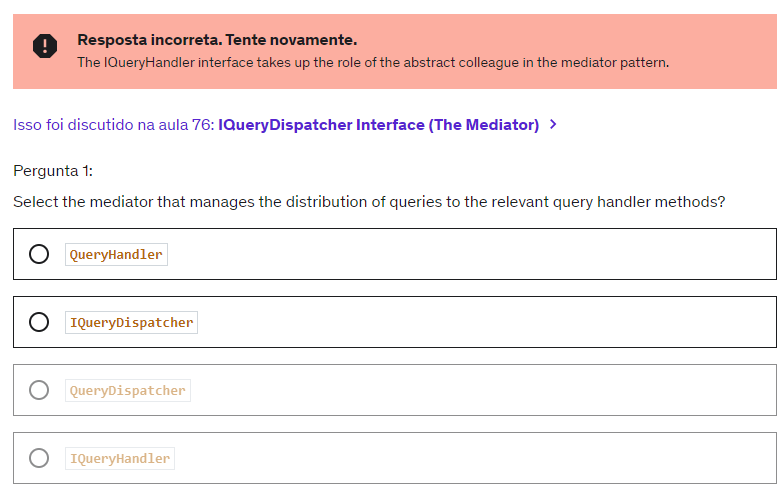 Resposta incorreta. Tente novamente.
The IQueryHandler interface takes up the role of the abstract colleague in the mediator pattern.
Isso foi discutido na aula 76: IQueryDispatcher Interface (The Mediator) >
Pergunta 1:
Select the mediator that manages the distribution of queries to the relevant query handler methods?
QueryHandler
IQueryDispatcher
QueryDispatcher
IQueryHandler